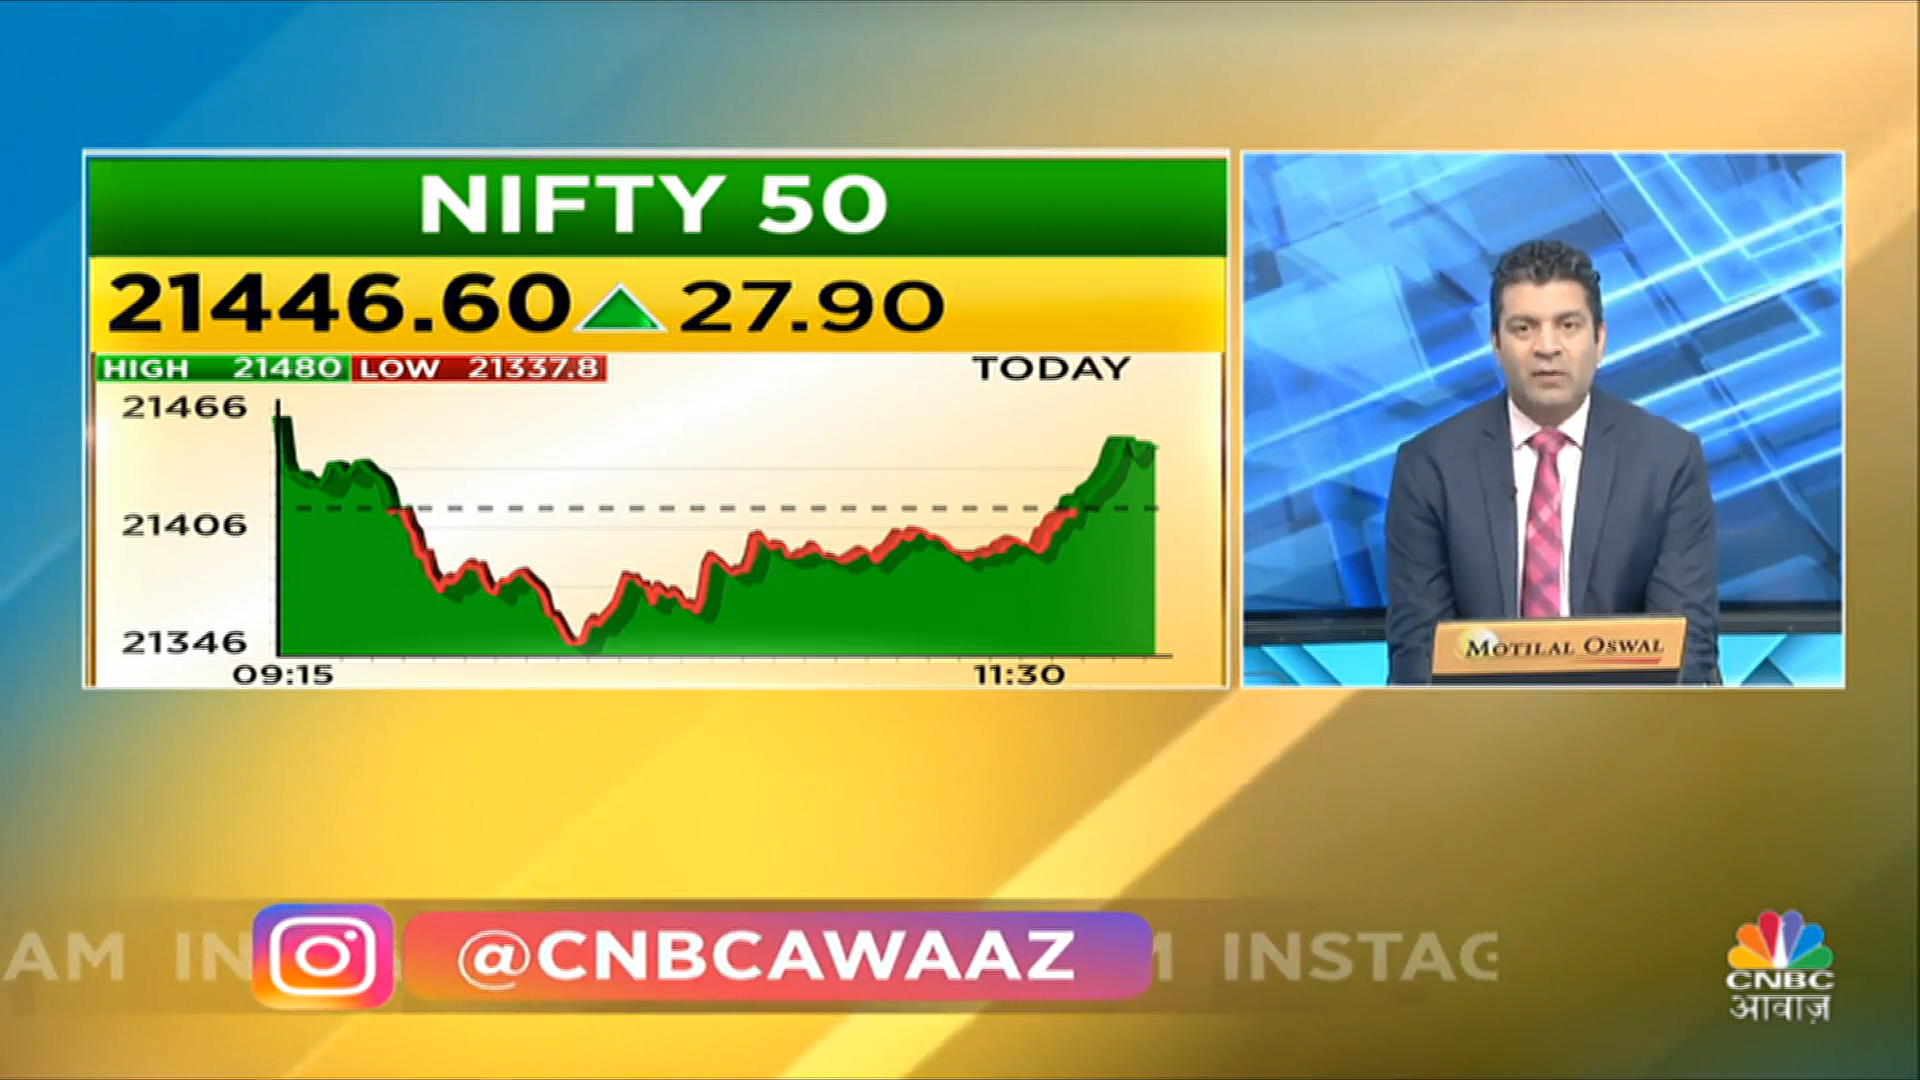 NIFTY 50
21446.60 27.90
HIGH 21480 LOW 21337.8
TODAY
21466
21406
21346
09:15 11:30
MOTILAL OSWAL
AM IN @CNBCAWAAZ M INSTAG
CNBC
आवाज़